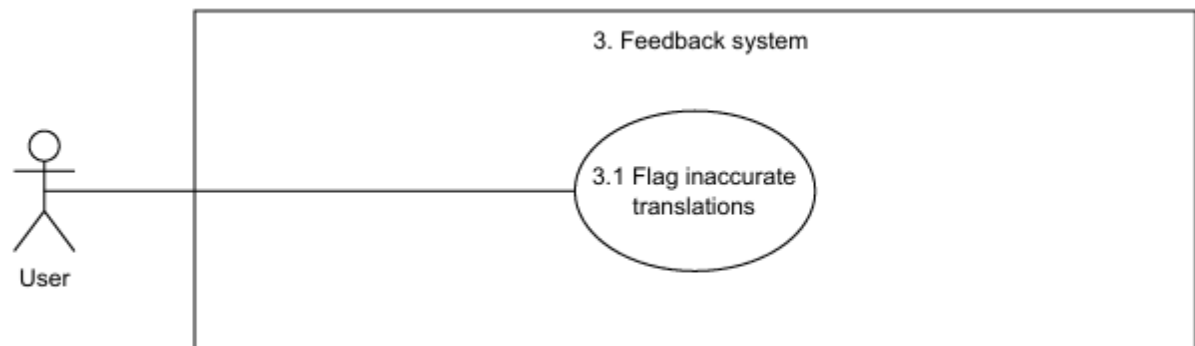 3. Feedback system
3.1 Flag inaccurate
translations
User